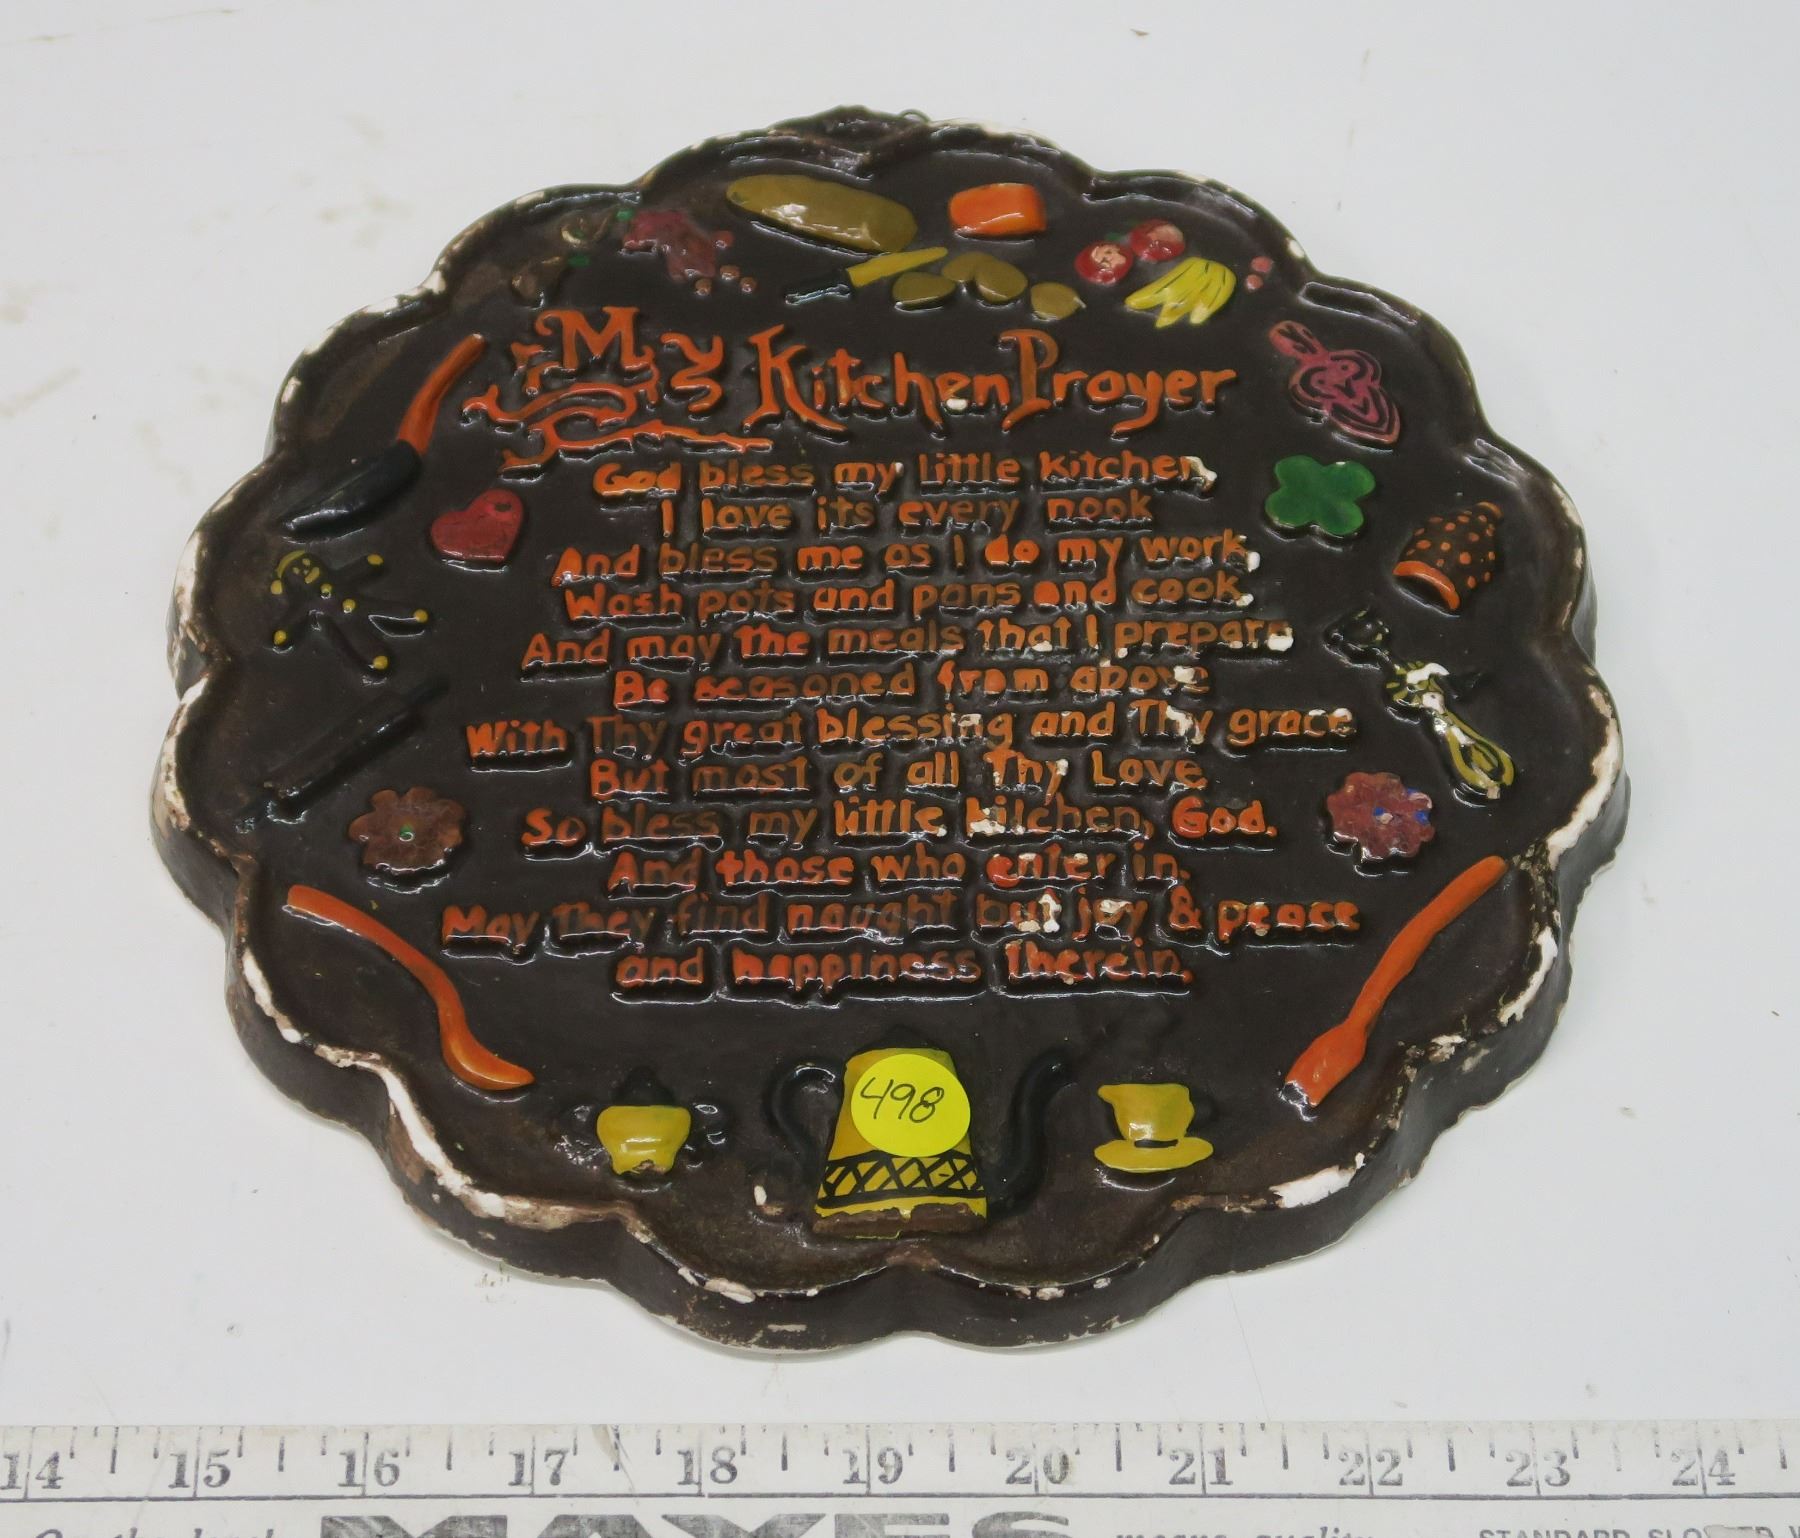 My Kitchen Prayer
God bless my little kitchen,
I love its every nook
And bless me as I do my work,
Wash pots and pans and cook,
And may the meals that I prepare
Be seasoned from above
With Thy great blessing and Thy grace
But most of all Thy Love
So bless my little kitchen, God.
And those who enter in.
May They find naught but joy & peace
and happiness Therein.
498
14 15 16 17 18 19 20 21 22 23 24
MAYES means quality